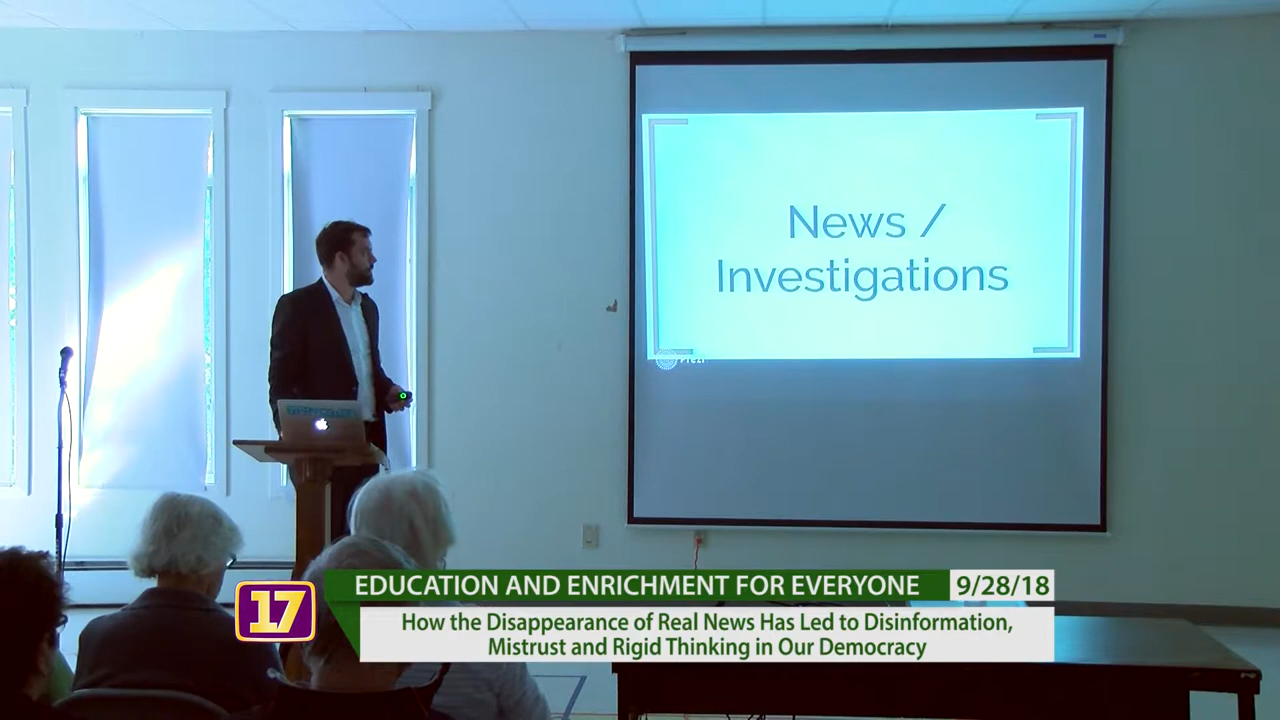 News /
Investigations
Prezi
17
EDUCATION AND ENRICHMENT FOR EVERYONE
9/28/18
How the Disappearance of Real News Has Led to Disinformation,
Mistrust and Rigid Thinking in Our Democracy